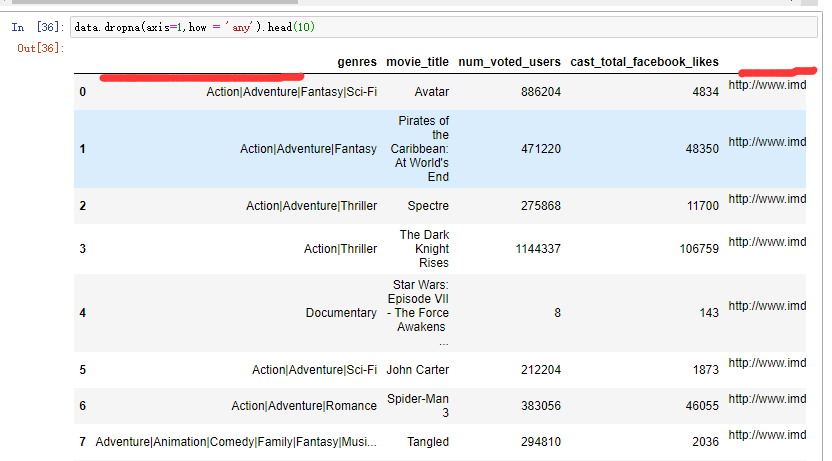 In [36]: data.dropna(axis=1,how = 'any').head(10)
Out[36]:
genres movie_title num_voted_users cast_total_facebook_likes
0 Action|Adventure|Fantasy|Sci-Fi Avatar 886204 4834 http://www.imd
Pirates of
the
1 Action|Adventure|Fantasy Caribbean: 471220 48350 http://www.imd
At World's
End
2 Action|Adventure|Thriller Spectre 275868 11700 http://www.imd
The Dark
3 Action|Thriller Knight 1144337 106759 http://www.imd
Rises
Star Wars:
Episode VII
4 Documentary - The Force 8 143 http://www.imd
Awakens
...
5 Action|Adventure|Sci-Fi John Carter 212204 1873 http://www.imd
6 Action|Adventure|Romance Spider-Man 383056 46055 http://www.imd
3
7 Adventure|Animation|Comedy|Family|Fantasy|Musi... Tangled 294810 2036 http://www.imd